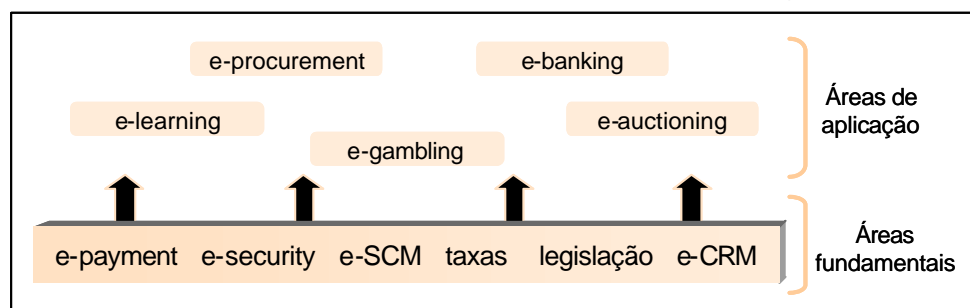 e-procurement
e-banking
e-learning
e-auctioning
e-gambling
Áreas de
aplicação
e-payment e-security e-SCM taxas legislação e-CRM
Áreas
fundamentais